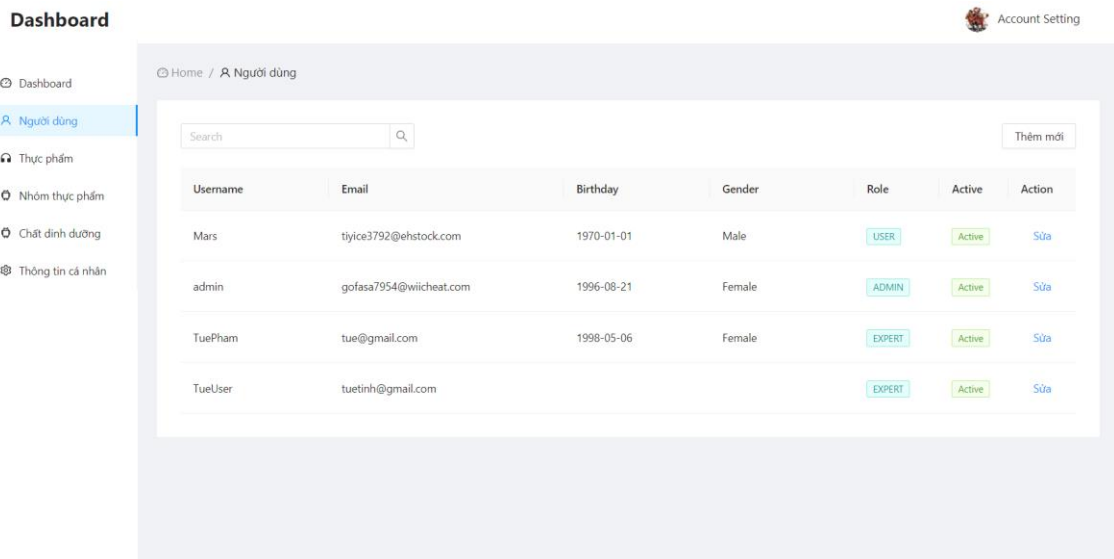 Dashboard
Account Setting
Dashboard
Người dùng
Thực phẩm
Nhóm thực phẩm
Chất dinh dưỡng
Thông tin cá nhân
Home / Người dùng
Search
Thêm mới
Username Email Birthday Gender Role Active Action
Mars tiyice3792@ehstock.com 1970-01-01 Male USER Active Sửa
admin gofasa7954@wiicheat.com 1996-08-21 Female ADMIN Active Sửa
TuePham tue@gmail.com 1998-05-06 Female EXPERT Active Sửa
TueUser tuetinh@gmail.com EXPERT Active Sửa